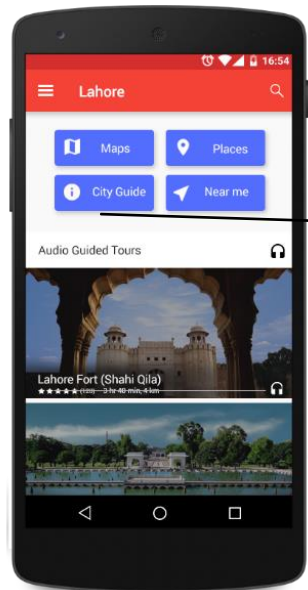 16:54
Lahore
Maps
Places
City Guide
Near me
Audio Guided Tours
Lahore Fort (Shahi Qila)
(120) 3 hr 40 min, 4 km